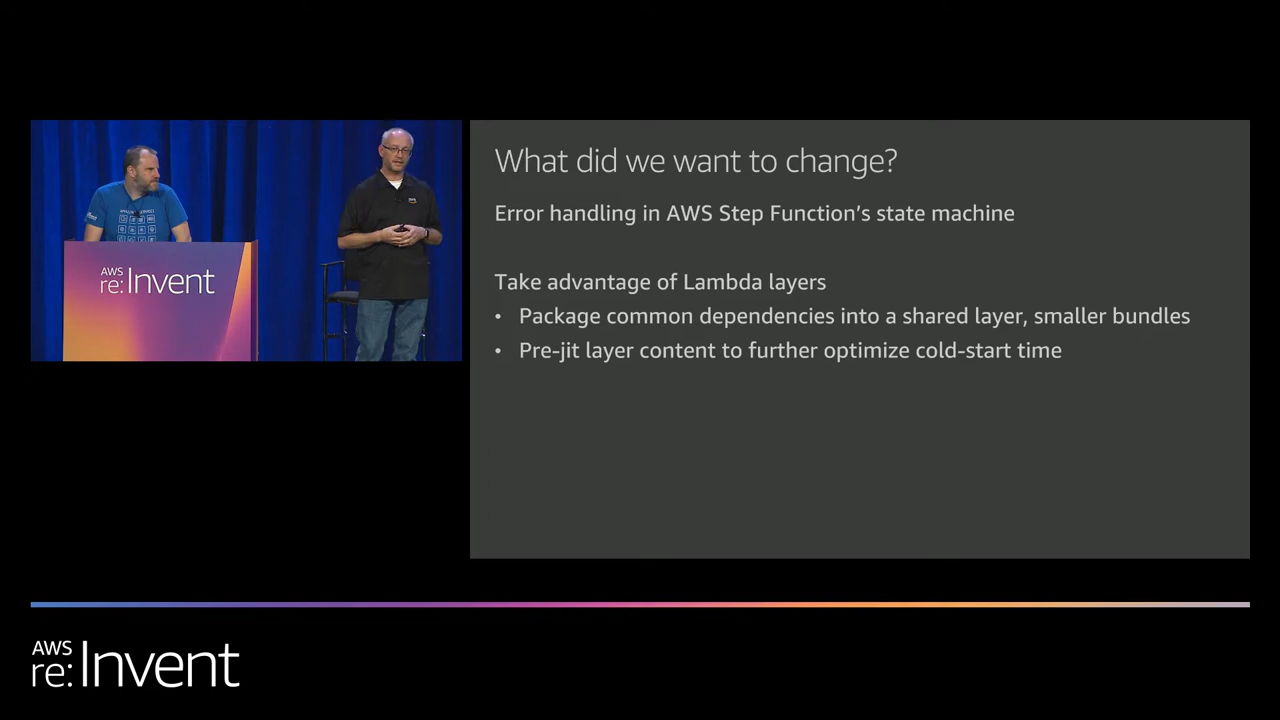 AWS
re:Invent
What did we want to change?
Error handling in AWS Step Function's state machine
Take advantage of Lambda layers
• Package common dependencies into a shared layer, smaller bundles
• Pre-jit layer content to further optimize cold-start time
AWS
re:Invent